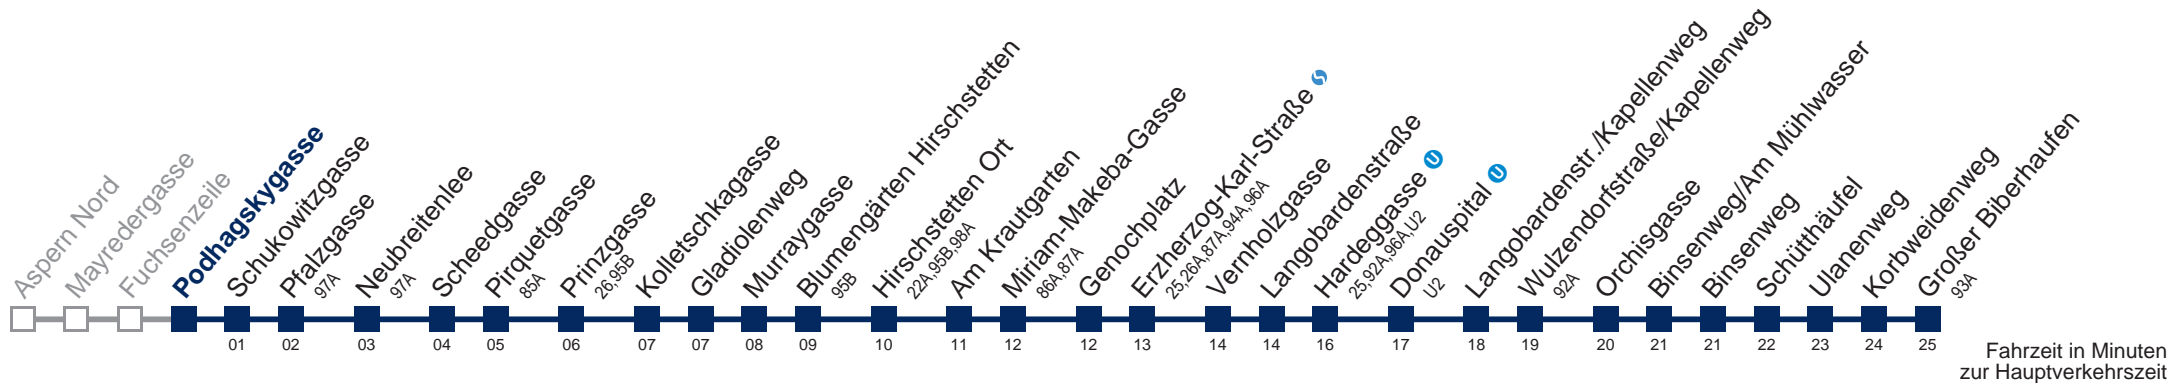 Aspern Nord
Mayredergasse
Fuchsenzeile
Podhagskygasse
Schukowitzgasse
01
Pfalzgasse
97A
02
Neubreitenlee
97A
03
Scheedgasse
04
Pirquetgasse
85A
05
Prinzgasse
26,95B
06
Kolletschkagasse
07
Gladiolenweg
07
Murraygasse
08
Blumengärten Hirschstetten
95B
09
Hirschstetten Ort
22A,95B,98A
10
Am Krautgarten
11
Miriam-Makeba-Gasse
86A,87A
12
Genochplatz
12
Erzherzog-Karl-Straße S
25,26A,87A,94A,96A
13
Vernholzgasse
14
Langobardenstraße
14
Hardeggasse U
25,92A,96A,U2
16
Donauspital U
U2
17
Langobardenstr./Kapellenweg
18
Wulzendorfstraße/Kapellenweg
92A
19
Orchisgasse
20
Binsenweg/Am Mühlwasser
21
Binsenweg
21
Schütthäufel
22
Ulanenweg
23
Korbweidenweg
24
Großer Biberhaufen
93A
25
Fahrzeit in Minuten
zur Hauptverkehrszeit